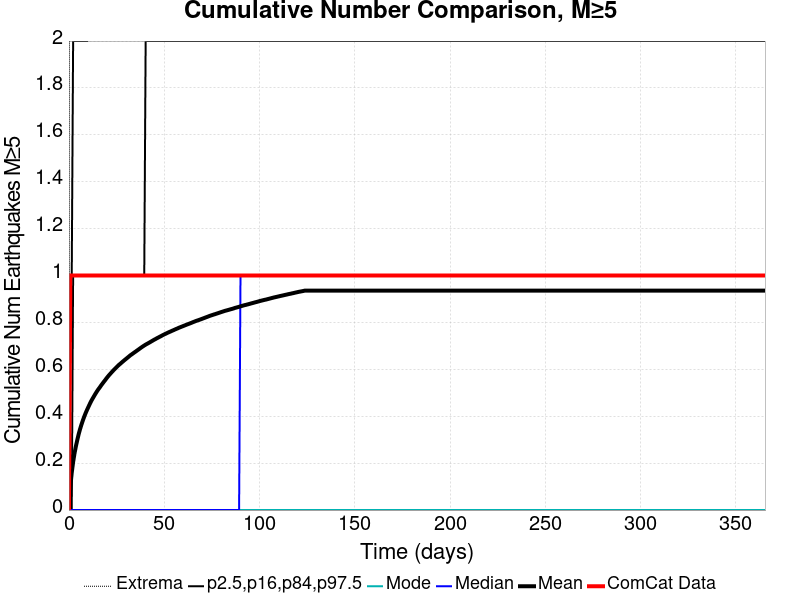 Cumulative Number Comparison, M≥5
Cumulative Num Earthquakes M≥5
2
1.8
1.6
1.4
1.2
1
0.8
0.6
0.4
0.2
0
0 50 100 150 200 250 300 350
Time (days)
Extrema p2.5,p16,p84,p97.5 Mode Median Mean ComCat Data